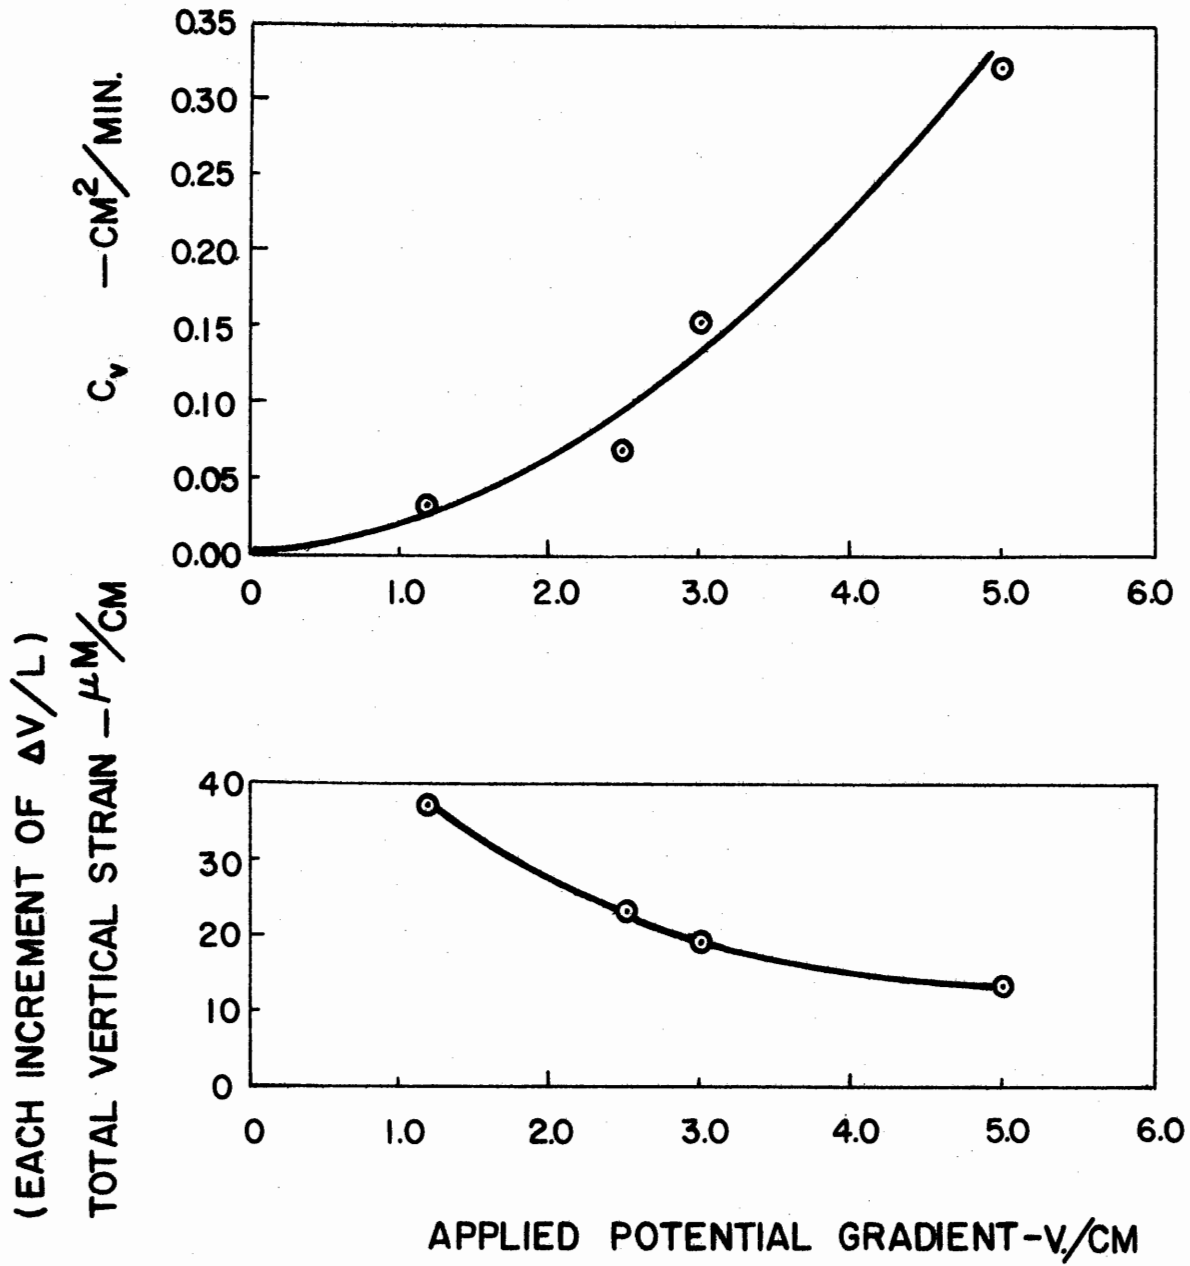 C_v — CM²/MIN.
0.35
0.30
0.25
0.20
0.15
0.10
0.05
0.00
0 1.0 2.0 3.0 4.0 5.0 6.0
(EACH INCREMENT OF ΔV/L)
TOTAL VERTICAL STRAIN — μM/CM
40
30
20
10
0
0 1.0 2.0 3.0 4.0 5.0 6.0
APPLIED POTENTIAL GRADIENT-V./CM